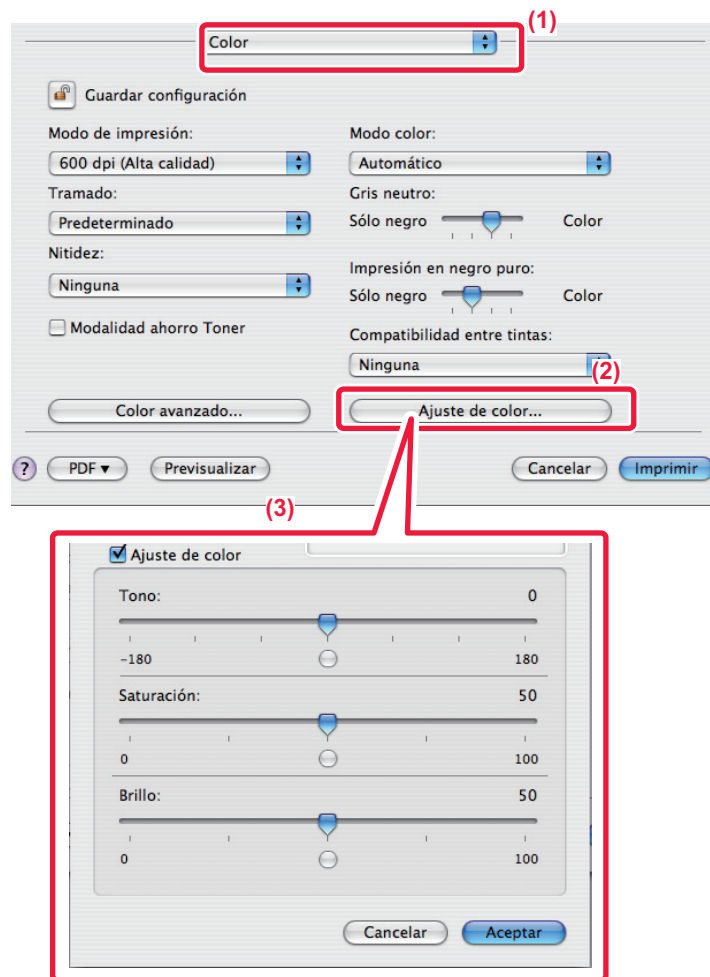 (1)
Color
Guardar configuración
Modo de impresión:
600 dpi (Alta calidad)
Tramado:
Predeterminado
Nitidez:
Ninguna
Modalidad ahorro Toner
Color avanzado...
Modo color:
Automático
Gris neutro:
Sólo negro Color
Impresión en negro puro:
Sólo negro Color
Compatibilidad entre tintas:
Ninguna
(2)
Ajuste de color...
? PDF▼ Previsualizar Cancelar Imprimir
(3)
Ajuste de color
Tono: 0
-180 180
Saturación: 50
0 100
Brillo: 50
0 100
Cancelar Aceptar